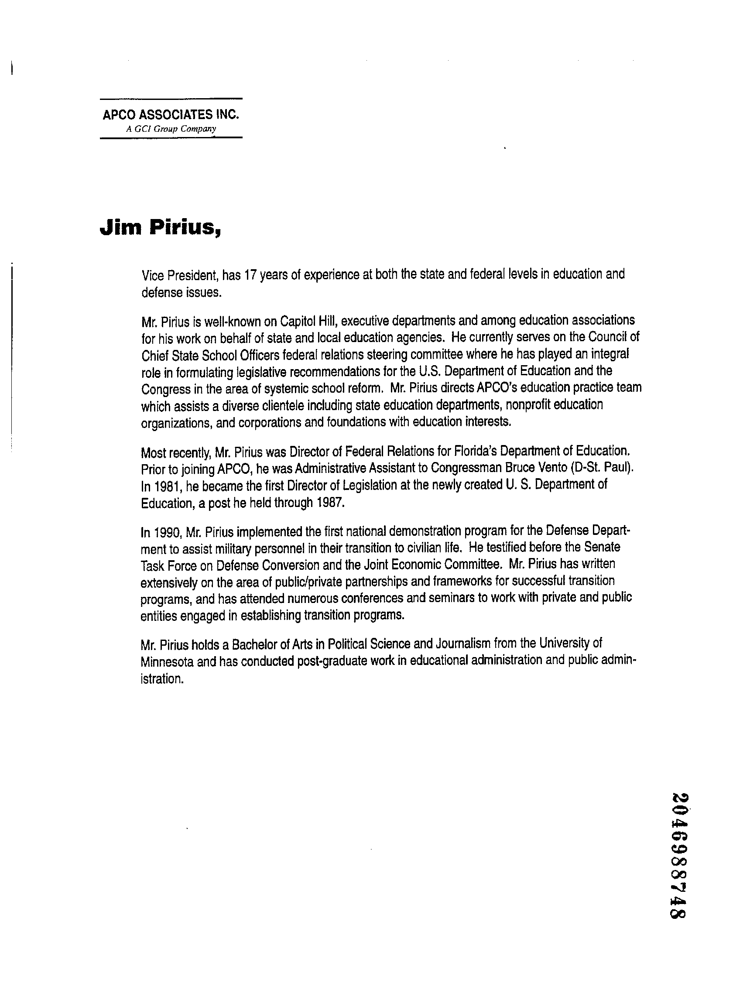 APCO ASSOCIATES INC.
A GCI Group Company
Jim Pirius,
Vice President, has 17 years of experience at both the state and federal levels in education and
defense issues.
Mr. Pirius is well-known on Capitol Hill, executive departments and among education associations
for his work on behalf of state and local education agencies. He currently serves on the Council of
Chief State School Officers federal relations steering committee where he has played an integral
role in formulating legislative recommendations for the U.S. Department of Education and the
Congress in the area of systemic school reform. Mr. Pirius directs APCO's education practice team
which assists a diverse clientele including state education departments, nonprofit education
organizations, and corporations and foundations with education interests.
Most recently, Mr. Pirius was Director of Federal Relations for Florida's Department of Education.
Prior to joining APCO, he was Administrative Assistant to Congressman Bruce Vento (D-St. Paul).
In 1981, he became the first Director of Legislation at the newly created U. S. Department of
Education, a post he held through 1987.
In 1990, Mr. Pirius implemented the first national demonstration program for the Defense Depart-
ment to assist military personnel in their transition to civilian life. He testified before the Senate
Task Force on Defense Conversion and the Joint Economic Committee. Mr. Pirius has written
extensively on the area of public/private partnerships and frameworks for successful transition
programs, and has attended numerous conferences and seminars to work with private and public
entities engaged in establishing transition programs.
Mr. Pirius holds a Bachelor of Arts in Political Science and Journalism from the University of
Minnesota and has conducted post-graduate work in educational administration and public admin-
istration.
2046988748